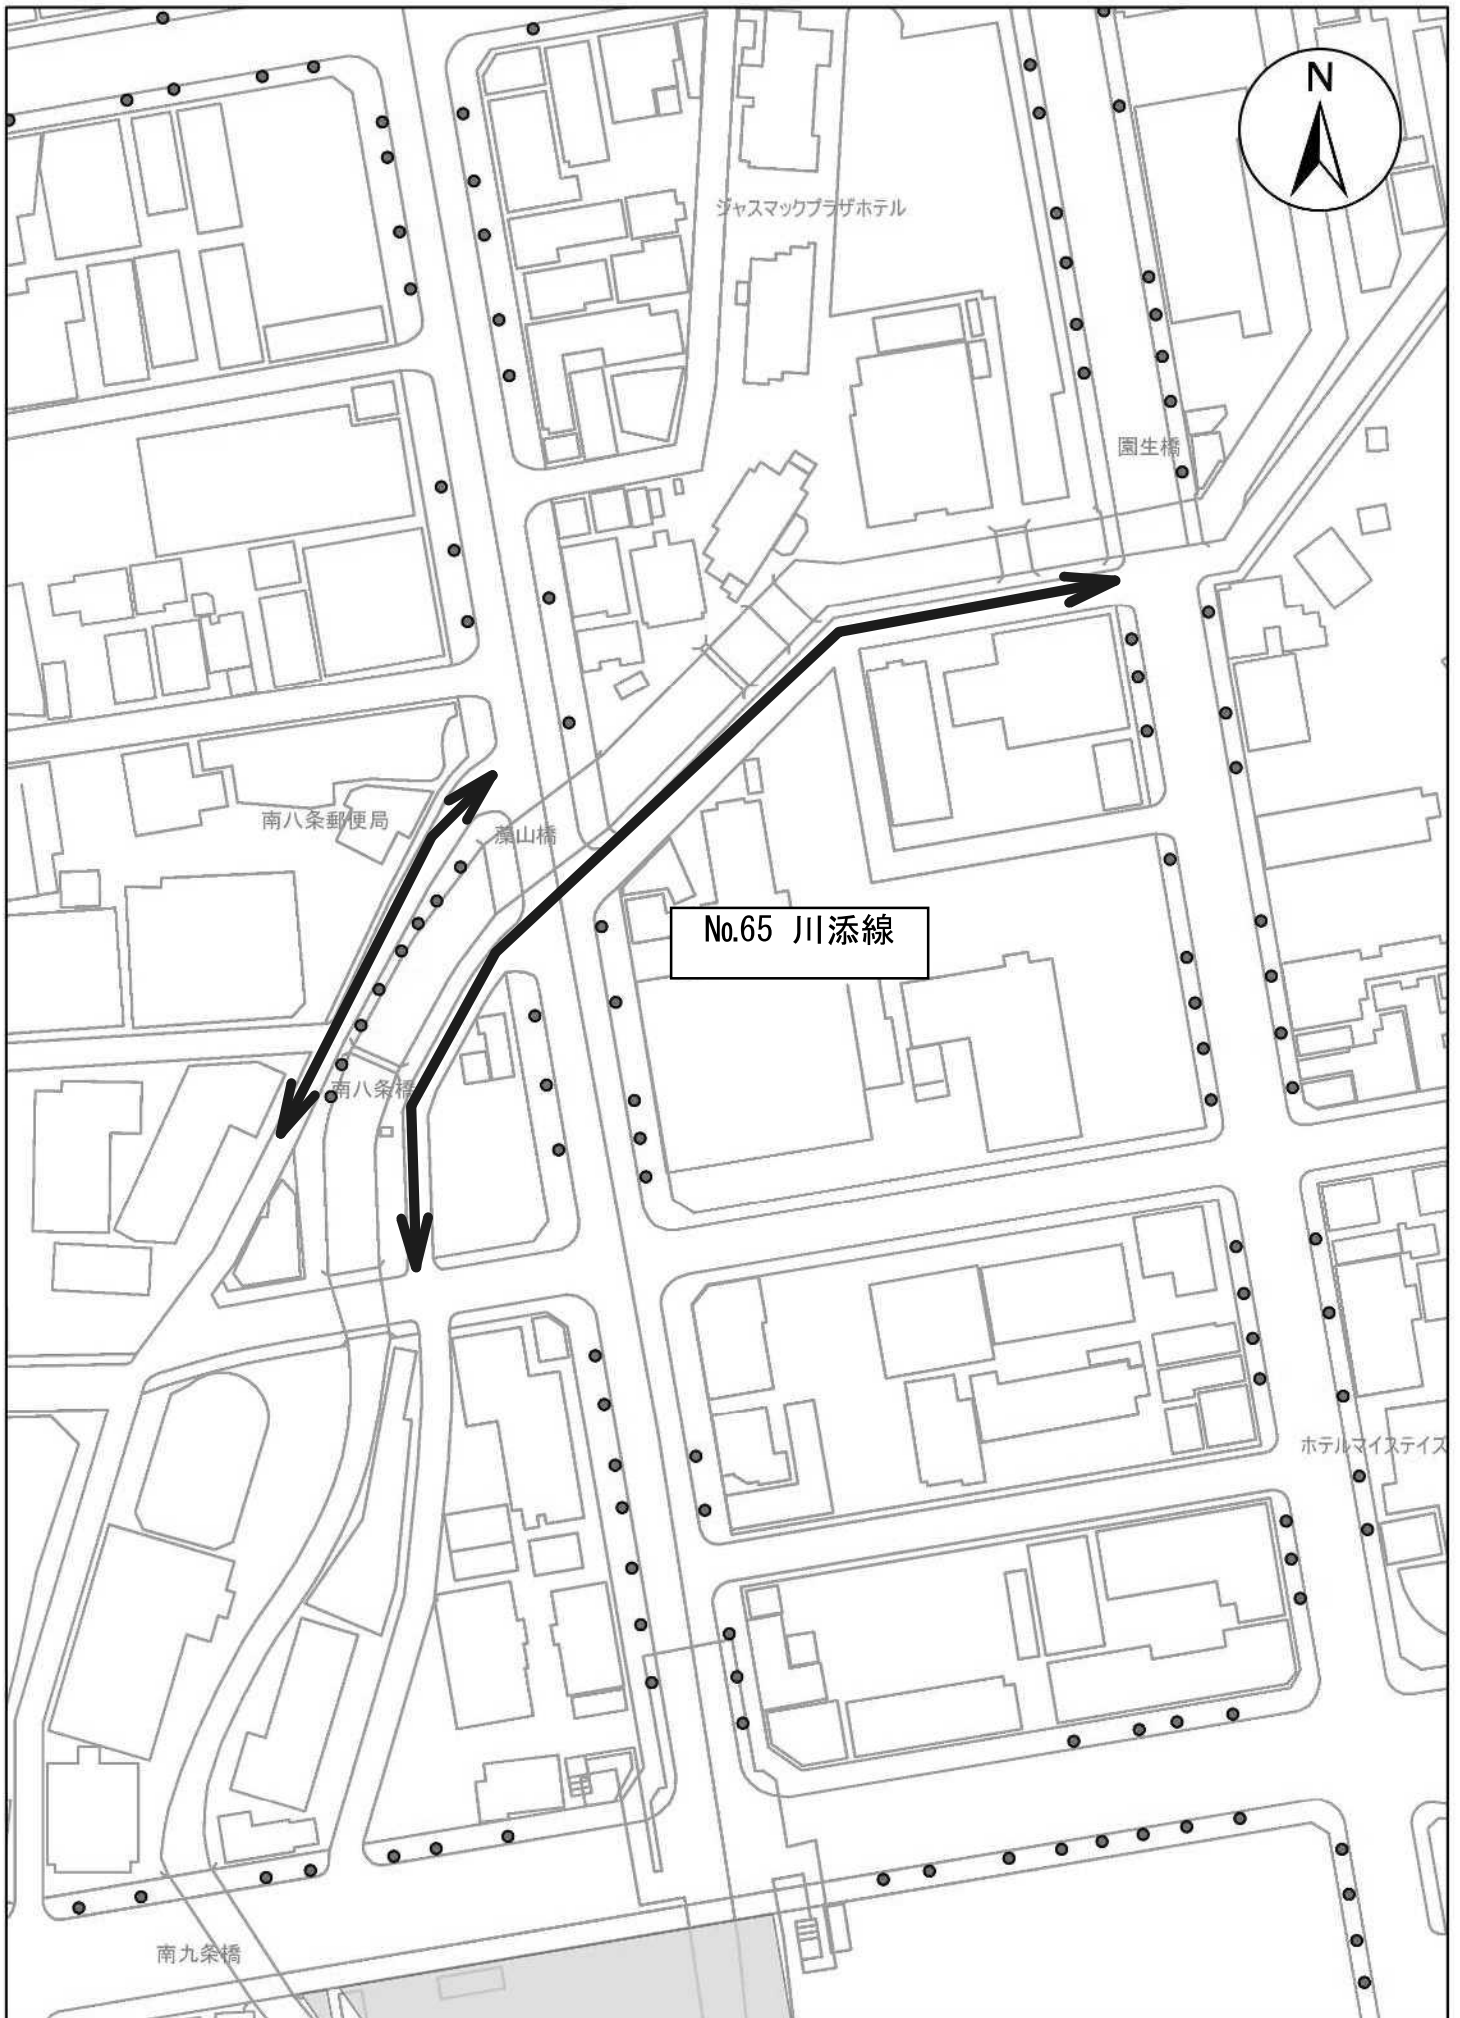 N
ジャスマックプラザホテル
園生橋
南八条郵便局
藻山橋
№65 川添線
南八条橋
ホテルマイステイズ
南九条橋